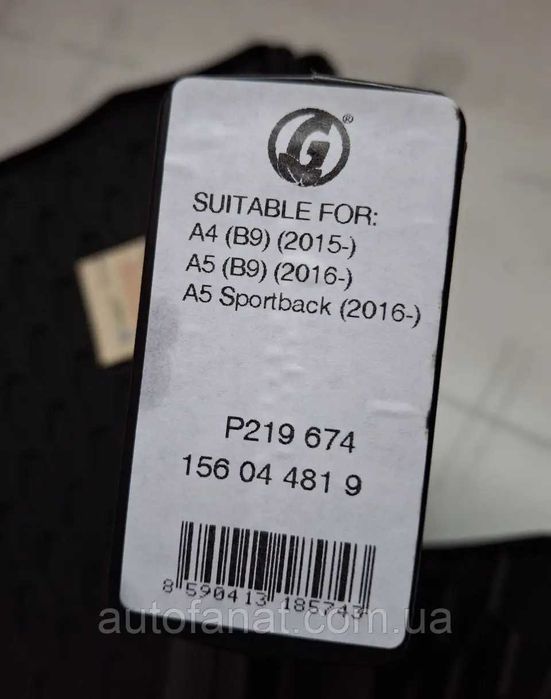 G®
SUITABLE FOR:
A4 (B9) (2015-)
A5 (B9) (2016-)
A5 Sportback (2016-)
P219 674
156 04 481 9
8 590413 185743
autofanat.com.ua